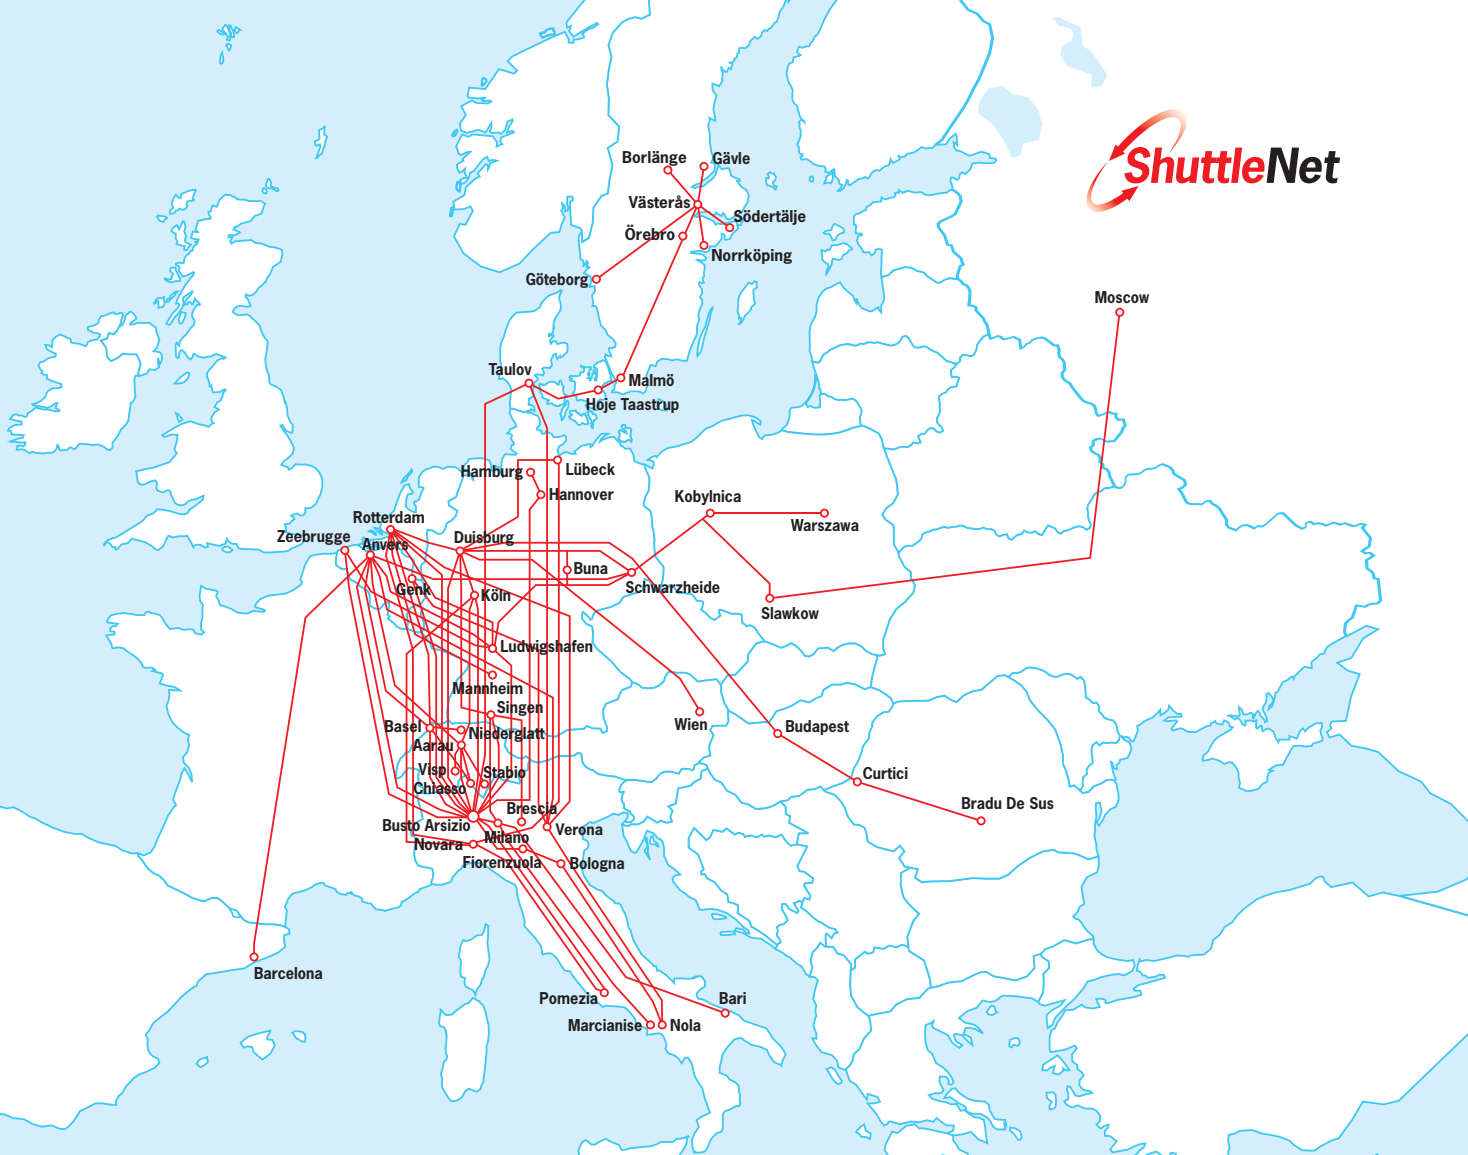 ShuttleNet
Borlänge
Gävle
Västerås
Södertälje
Örebro
Norrköping
Göteborg
Moscow
Taulov
Malmö
Hoje Taastrup
Hamburg
Lübeck
Hannover
Kobylnica
Warszawa
Rotterdam
Zeebrugge
Anvers
Duisburg
Buna
Genk
Köln
Schwarzheide
Slawkow
Ludwigshafen
Mannheim
Singen
Basel
Niederglatt
Aarau
Wien
Budapest
Visp
Stabio
Chiasso
Curtici
Bradu De Sus
Brescia
Busto Arsizio
Milano
Verona
Novara
Fiorenzuola
Bologna
Barcelona
Pomezia
Bari
Marcianise
Nola